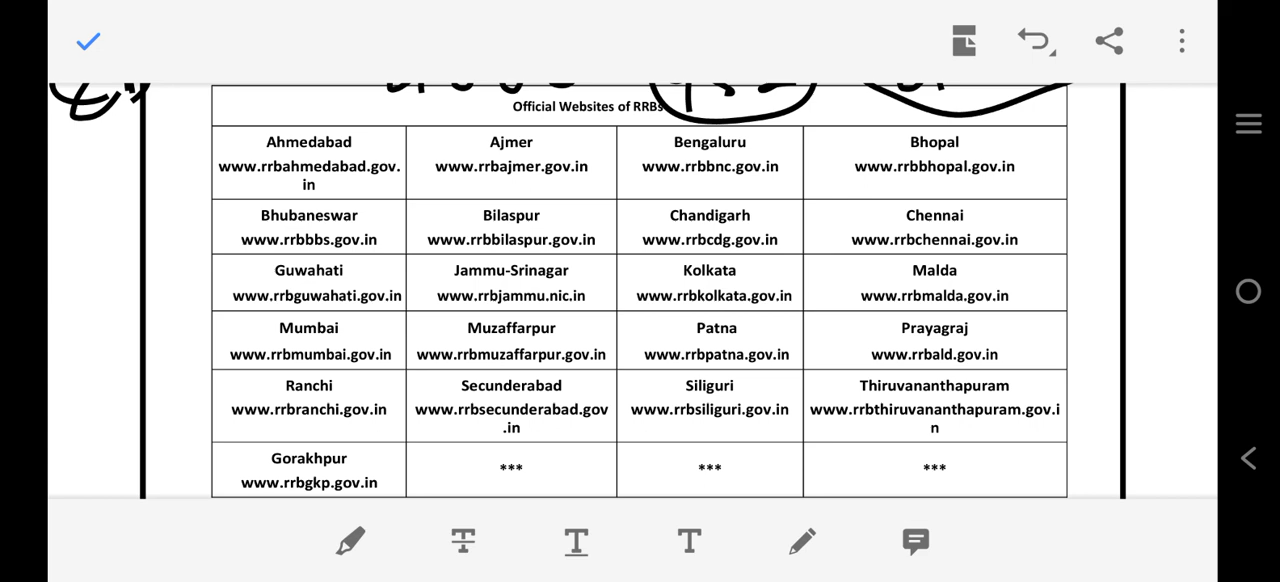 Official Websites of RRBs
Ahmedabad
www.rrbahmedabad.gov.
in
Ajmer
www.rrbajmer.gov.in
Bengaluru
www.rrbbnc.gov.in
Bhopal
www.rrbbhopal.gov.in
Bhubaneswar
www.rrbbbs.gov.in
Bilaspur
www.rrbbilaspur.gov.in
Chandigarh
www.rrbcdg.gov.in
Chennai
www.rrbchennai.gov.in
Guwahati
www.rrbguwahati.gov.in
Jammu-Srinagar
www.rrbjammu.nic.in
Kolkata
www.rrbkolkata.gov.in
Malda
www.rrbmalda.gov.in
Mumbai
www.rrbmumbai.gov.in
Muzaffarpur
www.rrbmuzaffarpur.gov.in
Patna
www.rrbpatna.gov.in
Prayagraj
www.rrbald.gov.in
Ranchi
www.rrbranchi.gov.in
Secunderabad
www.rrbsecunderabad.gov
.in
Siliguri
www.rrbsiliguri.gov.in
Thiruvananthapuram
www.rrbthiruvananthapuram.gov.i
n
Gorakhpur
www.rrbgkp.gov.in
***
***
***